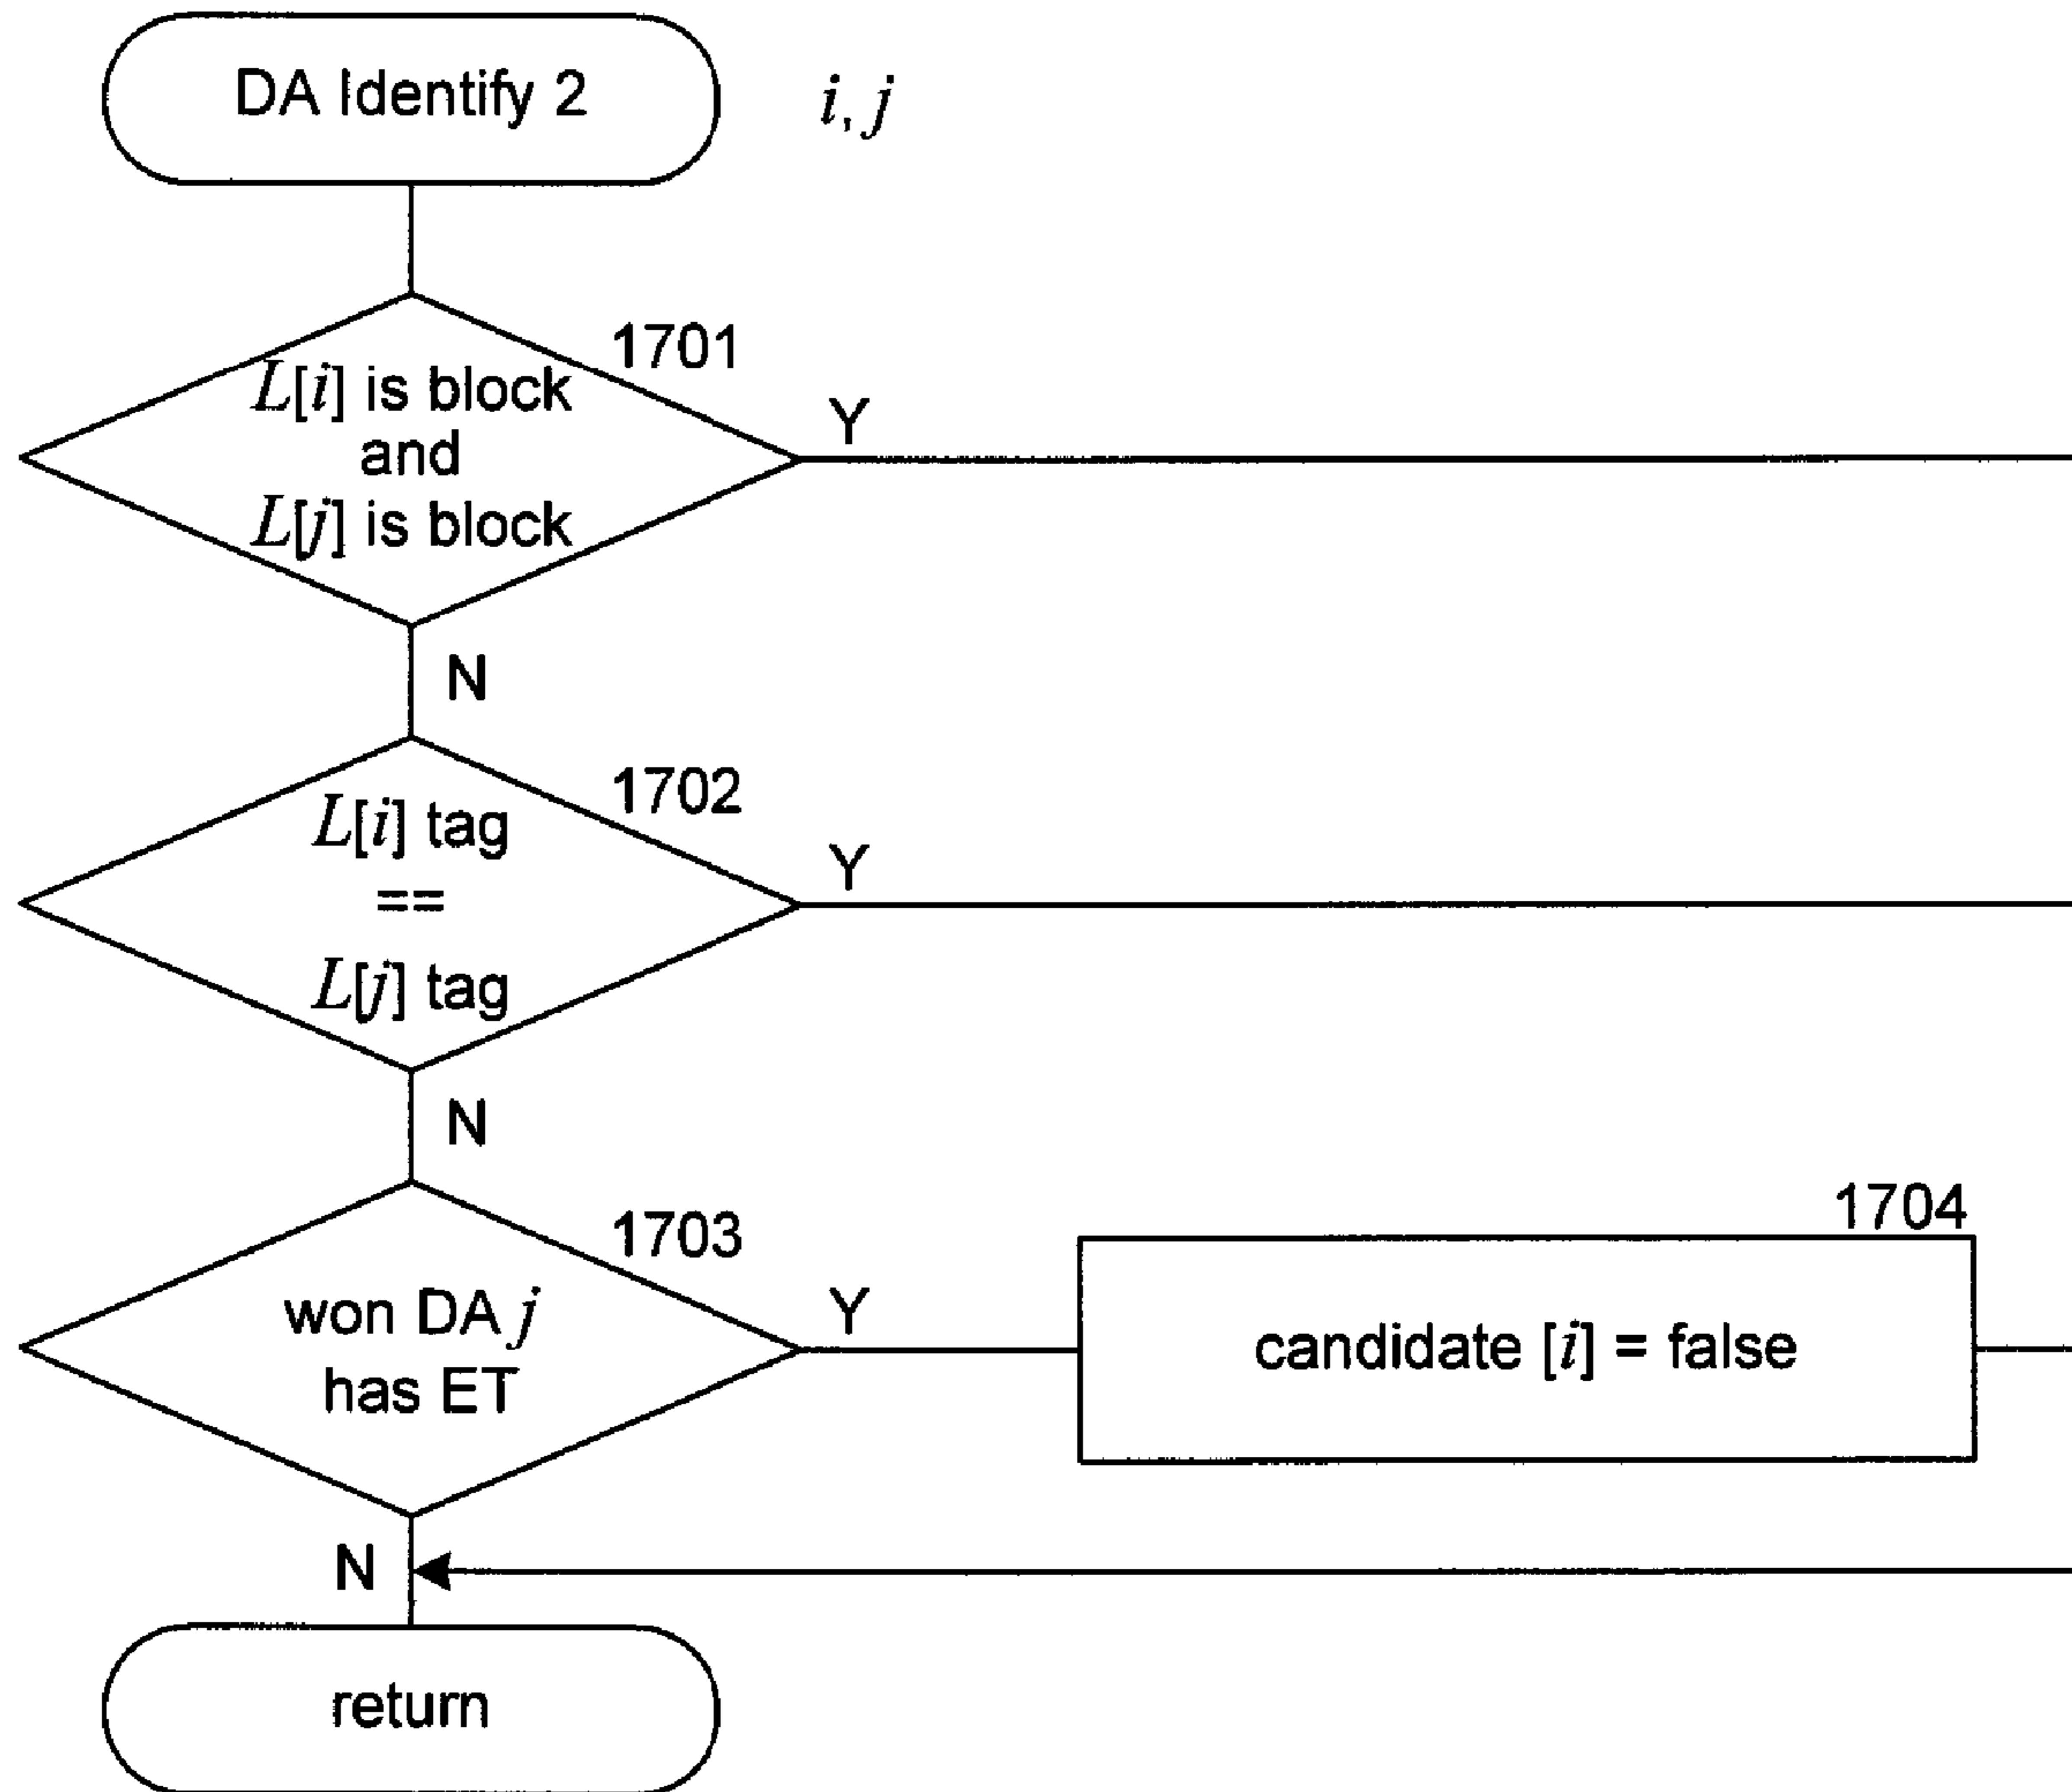 DA Identify 2
i, j
1701
L[i] is block
and
L[j] is block
Y
N
1702
L[i] tag
==
L[j] tag
Y
N
1703
won DA j
has ET
Y
1704
candidate [i] = false
N
return